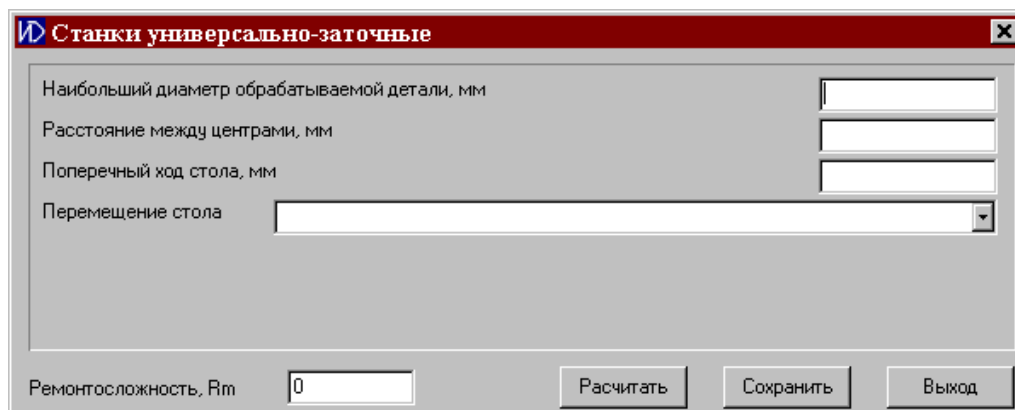 ИD Станки универсально-заточные
Наибольший диаметр обрабатываемой детали, мм
Расстояние между центрами, мм
Поперечный ход стола, мм
Перемещение стола
Ремонтосложность, Rm 0 Расчитать Сохранить Выход